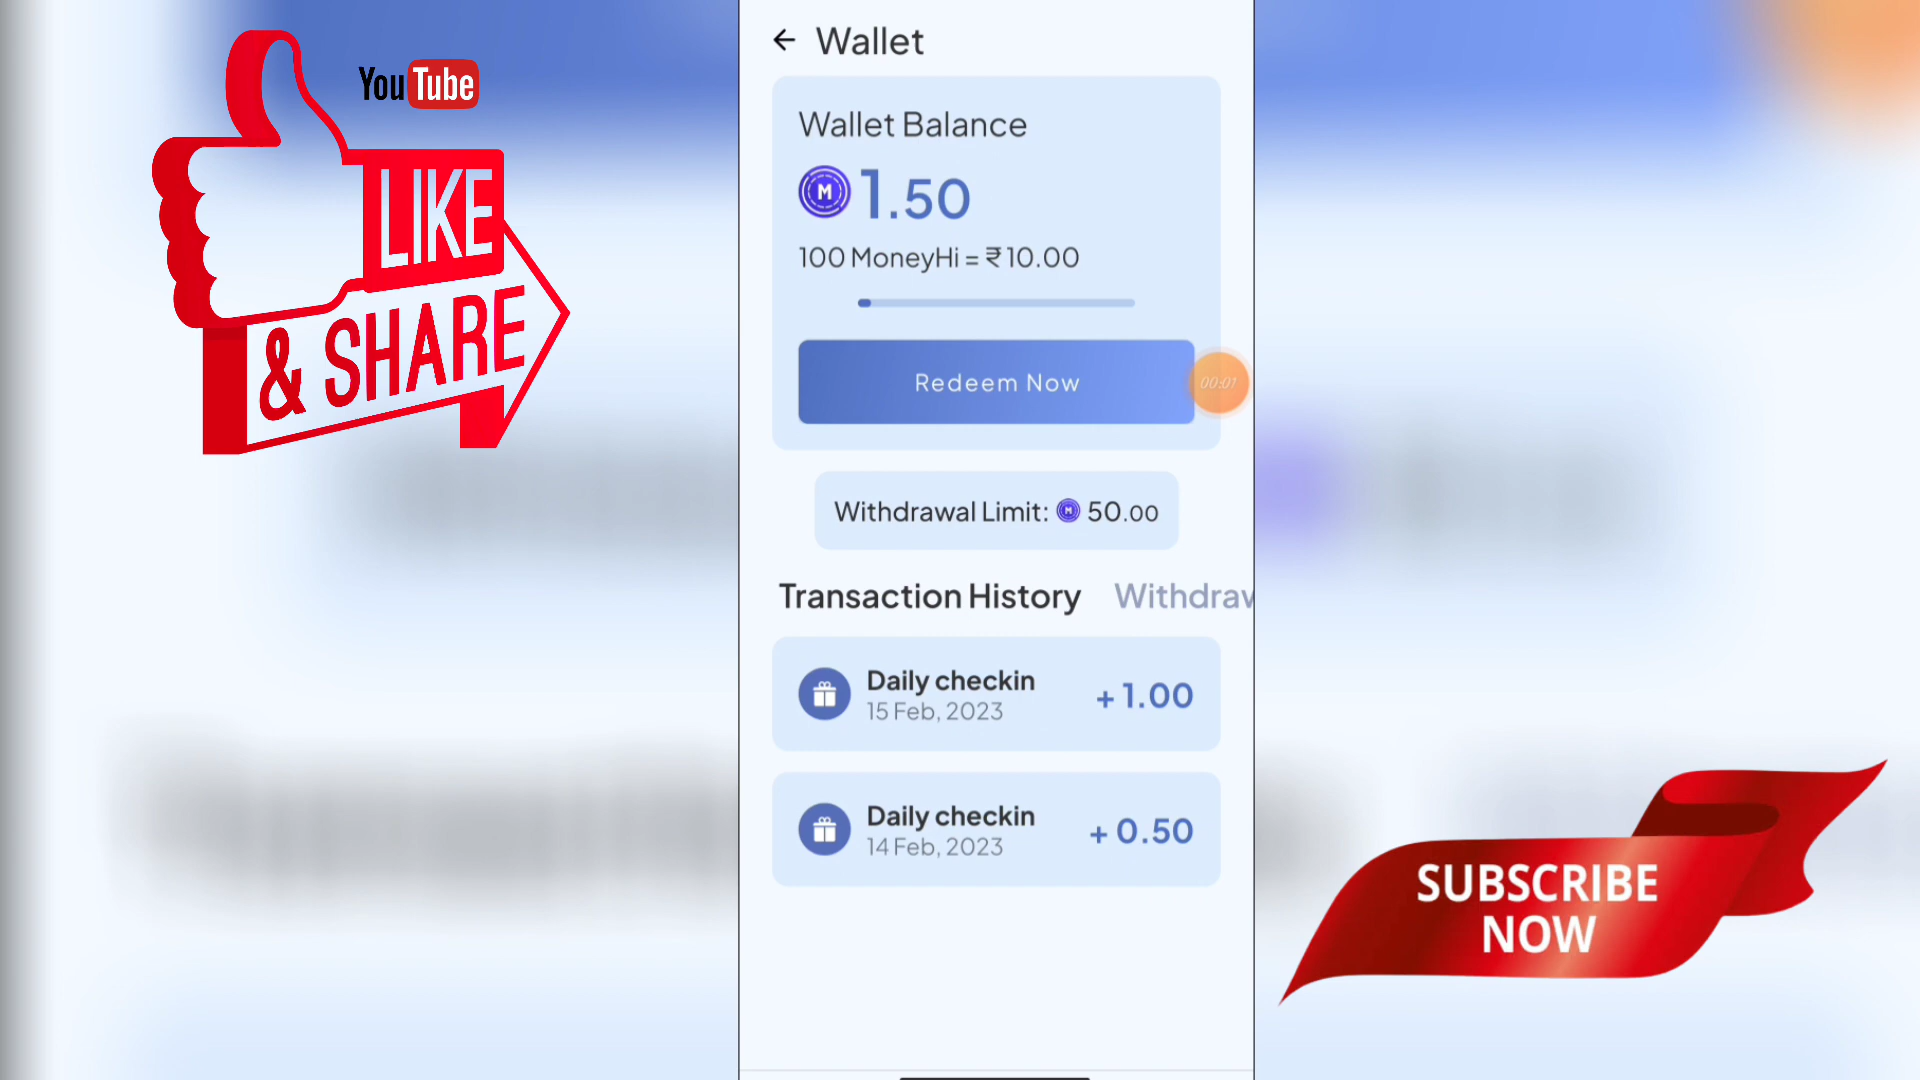 YouTube
LIKE
& SHARE
Wallet
Wallet Balance
M 1.50
100 MoneyHi = ₹10.00
Redeem Now
00:01
Withdrawal Limit: M 50.00
Transaction History Withdraw
Daily checkin
15 Feb, 2023
+ 1.00
Daily checkin
14 Feb, 2023
+ 0.50
SUBSCRIBE
NOW